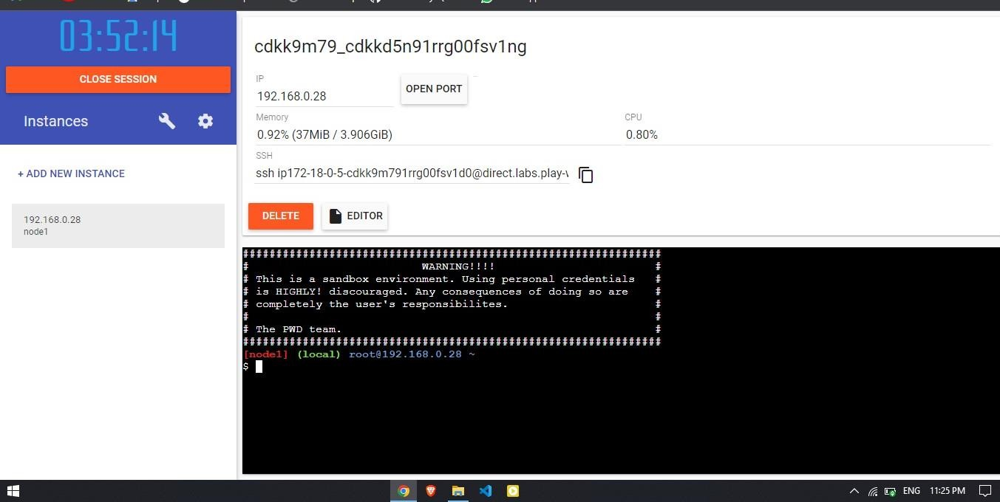 03:52:14
CLOSE SESSION
Instances
+ ADD NEW INSTANCE
192.168.0.28
node1
cdkk9m79_cdkkd5n91rrg00fsv1ng
IP
192.168.0.28
OPEN PORT
Memory
0.92% (37MiB / 3.906GiB)
CPU
0.80%
SSH
ssh ip172-18-0-5-cdkk9m791rrg00fsv1d0@direct.labs.play-
DELETE
EDITOR
###############################################################
# WARNING!!!! #
# This is a sandbox environment. Using personal credentials #
# is HIGHLY! discouraged. Any consequences of doing so are #
# completely the user's responsibilites. #
# #
# The PWD team. #
###############################################################
[node1] (local) root@192.168.0.28 ~
$
ENG
11:25 PM